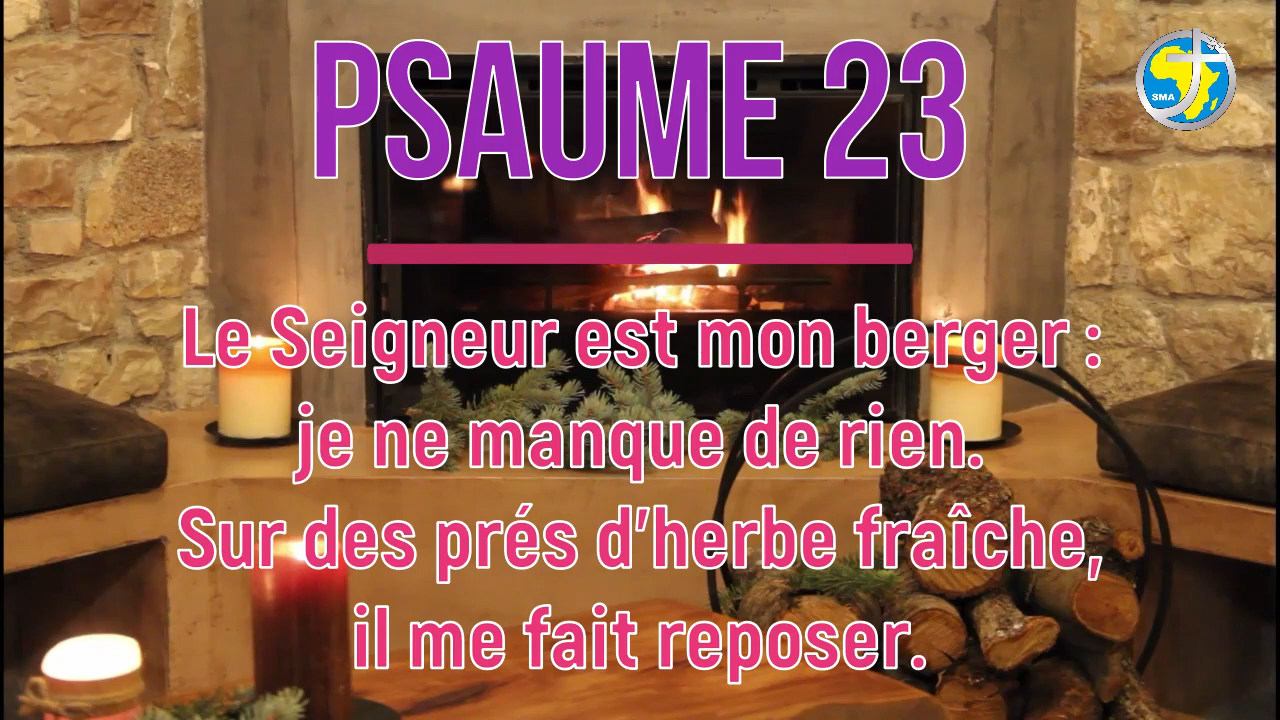 PSAUME 23
SMA
Le Seigneur est mon berger :
je ne manque de rien.
Sur des prés d'herbe fraîche,
il me fait reposer.